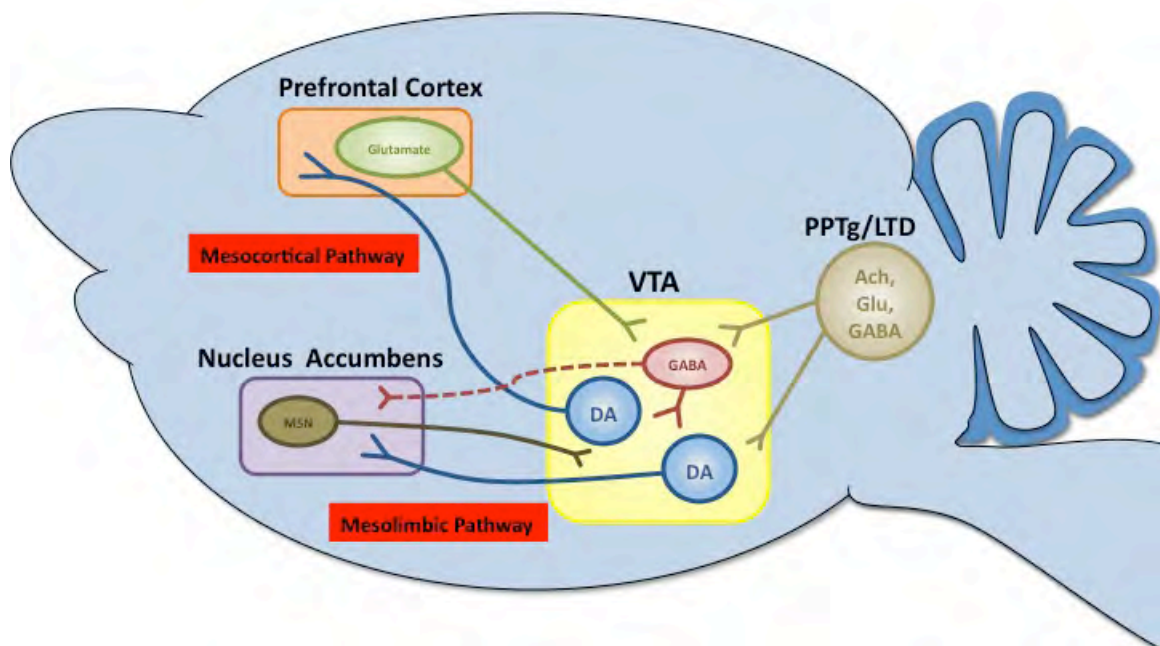 Prefrontal Cortex
Glutamate
Mesocortical Pathway
PPTg/LTD
Ach,
Glu,
GABA
VTA
GABA
Nucleus Accumbens
MSN
DA
DA
Mesolimbic Pathway